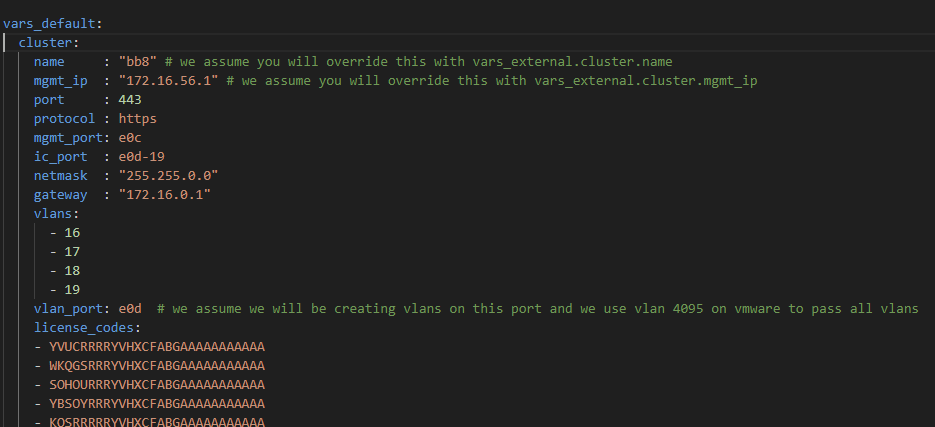 vars_default:
  cluster:
    name     : "bb8" # we assume you will override this with vars_external.cluster.name
    mgmt_ip  : "172.16.56.1" # we assume you will override this with vars_external.cluster.mgmt_ip
    port     : 443
    protocol : https
    mgmt_port: e0c
    ic_port  : e0d-19
    netmask  : "255.255.0.0"
    gateway  : "172.16.0.1"
    vlans:
      - 16
      - 17
      - 18
      - 19
    vlan_port: e0d  # we assume we will be creating vlans on this port and we use vlan 4095 on vmware to pass all vlans
    license_codes:
    - YVUCRRRRYVHXCFABGAAAAAAAAAAA
    - WKQGSRRRYVHXCFABGAAAAAAAAAAA
    - SOHOURRRYVHXCFABGAAAAAAAAAAA
    - YBSOYRRRYVHXCFABGAAAAAAAAAAA
    - KQSRRRRRYVHXCFABGAAAAAAAAAAA